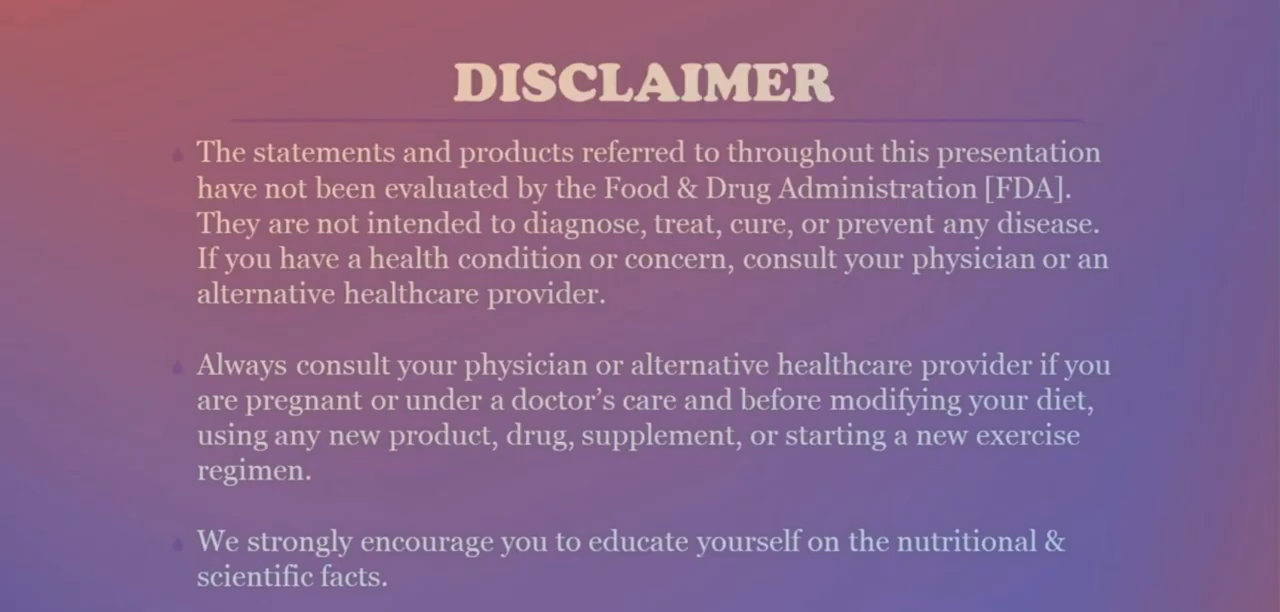 DISCLAIMER
The statements and products referred to throughout this presentation
have not been evaluated by the Food & Drug Administration [FDA].
They are not intended to diagnose, treat, cure, or prevent any disease.
If you have a health condition or concern, consult your physician or an
alternative healthcare provider.
Always consult your physician or alternative healthcare provider if you
are pregnant or under a doctor’s care and before modifying your diet,
using any new product, drug, supplement, or starting a new exercise
regimen.
We strongly encourage you to educate yourself on the nutritional &
scientific facts.